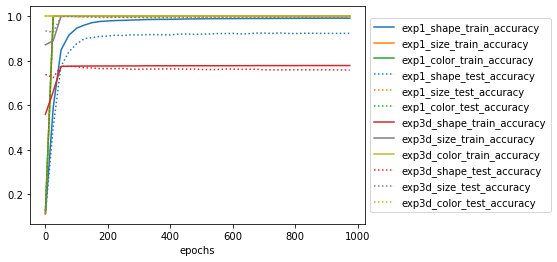 1.0
0.8
0.6
0.4
0.2
0
200
400
600
800
1000
epochs
exp1_shape_train_accuracy
exp1_size_train_accuracy
exp1_color_train_accuracy
exp1_shape_test_accuracy
exp1_size_test_accuracy
exp1_color_test_accuracy
exp3d_shape_train_accuracy
exp3d_size_train_accuracy
exp3d_color_train_accuracy
exp3d_shape_test_accuracy
exp3d_size_test_accuracy
exp3d_color_test_accuracy